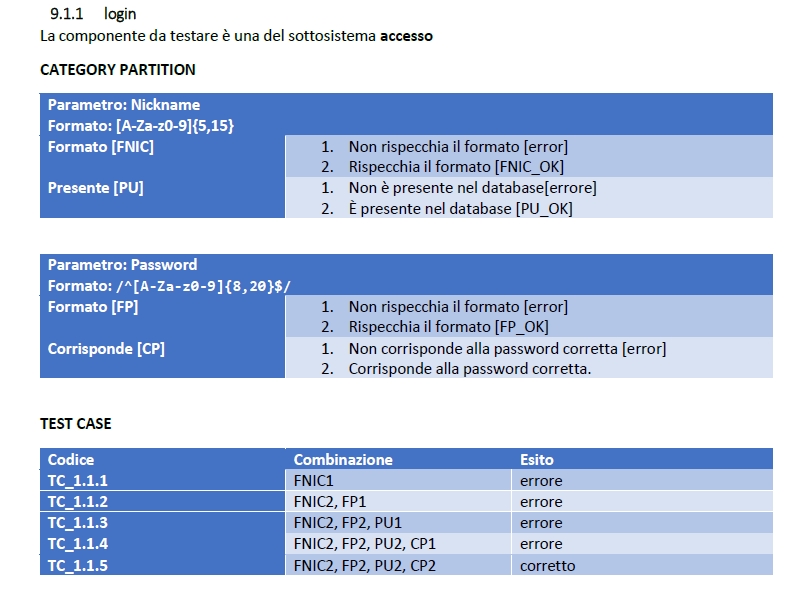 9.1.1 login
La componente da testare è una del sottosistema accesso
CATEGORY PARTITION
Parametro: Nickname
Formato: [A-Za-z0-9]{5,15}
Formato [FNIC]
1. Non rispecchia il formato [error]
2. Rispecchia il formato [FNIC_OK]
Presente [PU]
1. Non è presente nel database[errore]
2. È presente nel database [PU_OK]
Parametro: Password
Formato: /^[A-Za-z0-9]{8,20}$/
Formato [FP]
1. Non rispecchia il formato [error]
2. Rispecchia il formato [FP_OK]
Corrisponde [CP]
1. Non corrisponde alla password corretta [error]
2. Corrisponde alla password corretta.
TEST CASE
Codice Combinazione Esito
TC_1.1.1 FNIC1 errore
TC_1.1.2 FNIC2, FP1 errore
TC_1.1.3 FNIC2, FP2, PU1 errore
TC_1.1.4 FNIC2, FP2, PU2, CP1 errore
TC_1.1.5 FNIC2, FP2, PU2, CP2 corretto